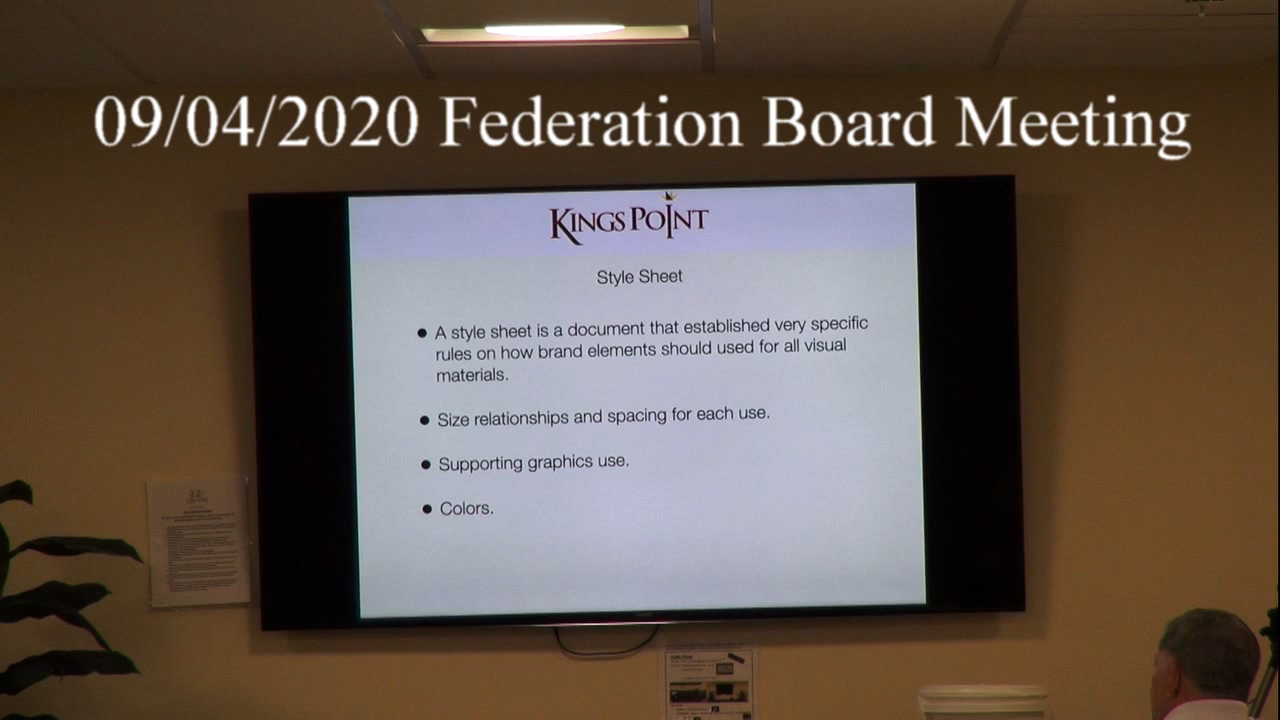 09/04/2020 Federation Board Meeting
KINGS POINT
Style Sheet
● A style sheet is a document that established very specific
rules on how brand elements should used for all visual
materials.
● Size relationships and spacing for each use.
● Supporting graphics use.
● Colors.